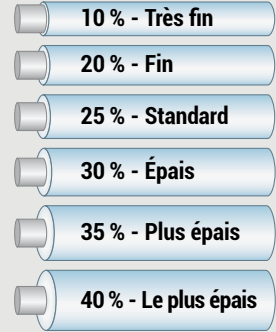 10 % - Très fin
20 % - Fin
25 % - Standard
30 % - Épais
35 % - Plus épais
40 % - Le plus épais